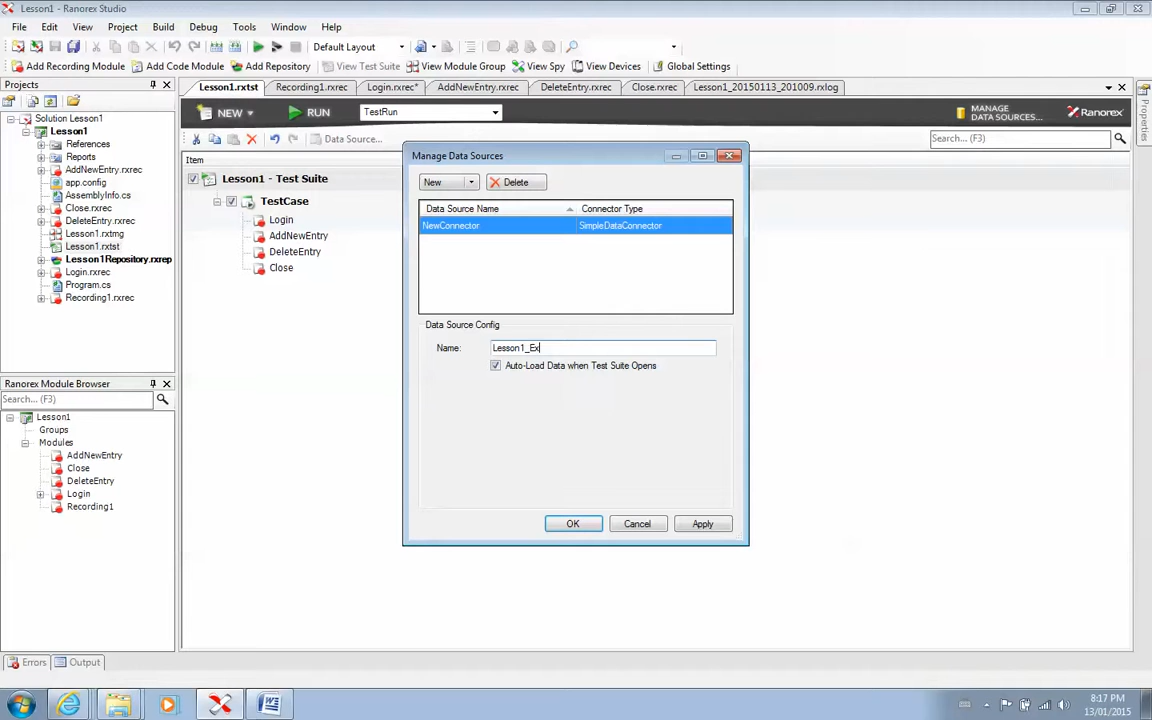 Lesson1 - Ranorex Studio
File Edit View Project Build Debug Tools Window Help
Default Layout
Add Recording Module Add Code Module Add Repository View Test Suite View Module Group View Spy View Devices Global Settings
Projects
Lesson1.rxtst Recording1.rxrec Login.rxrec* AddNewEntry.rxrec DeleteEntry.rxrec Close.rxrec Lesson1_20150113_201009.rxlog
Properties
NEW RUN TestRun MANAGE DATA SOURCES... Ranorex
Data Source... Search... (F3)
Item
Solution Lesson1
Lesson1
References
Reports
AddNewEntry.rxrec
app.config
AssemblyInfo.cs
Close.rxrec
DeleteEntry.rxrec
Lesson1.rxtmg
Lesson1.rxtst
Lesson1Repository.rxrep
Login.rxrec
Program.cs
Recording1.rxrec
Lesson1 - Test Suite
TestCase
Login
AddNewEntry
DeleteEntry
Close
Manage Data Sources
New Delete
Data Source Name Connector Type
NewConnector SimpleDataConnector
Data Source Config
Name: Lesson1_Ex
Auto-Load Data when Test Suite Opens
OK Cancel Apply
Ranorex Module Browser
Search... (F3)
Lesson1
Groups
Modules
AddNewEntry
Close
DeleteEntry
Login
Recording1
Errors Output
8:17 PM
13/01/2015